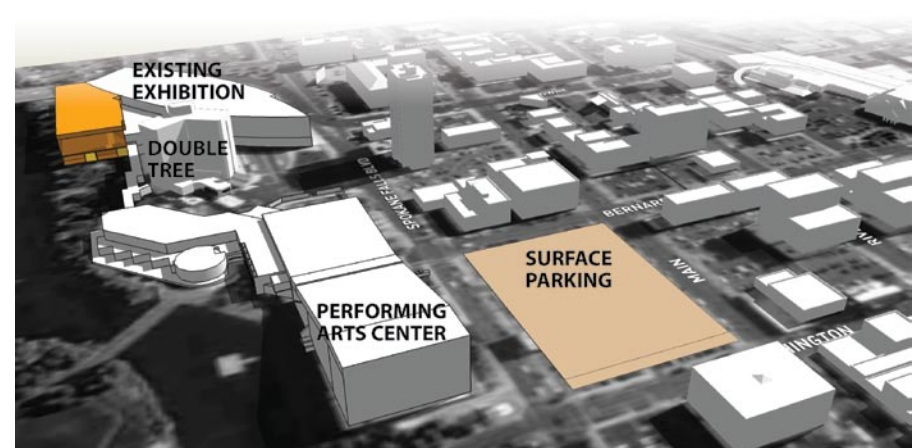 EXISTING
EXHIBITION
DOUBLE
TREE
SPOKANE FALLS BLVD
SURFACE
PARKING
MAIN
PERFORMING
ARTS CENTER